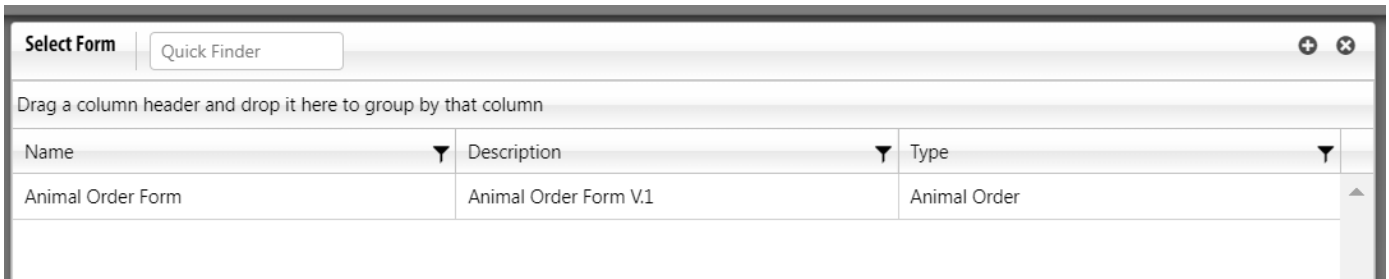 Select Form Quick Finder
Drag a column header and drop it here to group by that column
Name Description Type
Animal Order Form Animal Order Form V.1 Animal Order